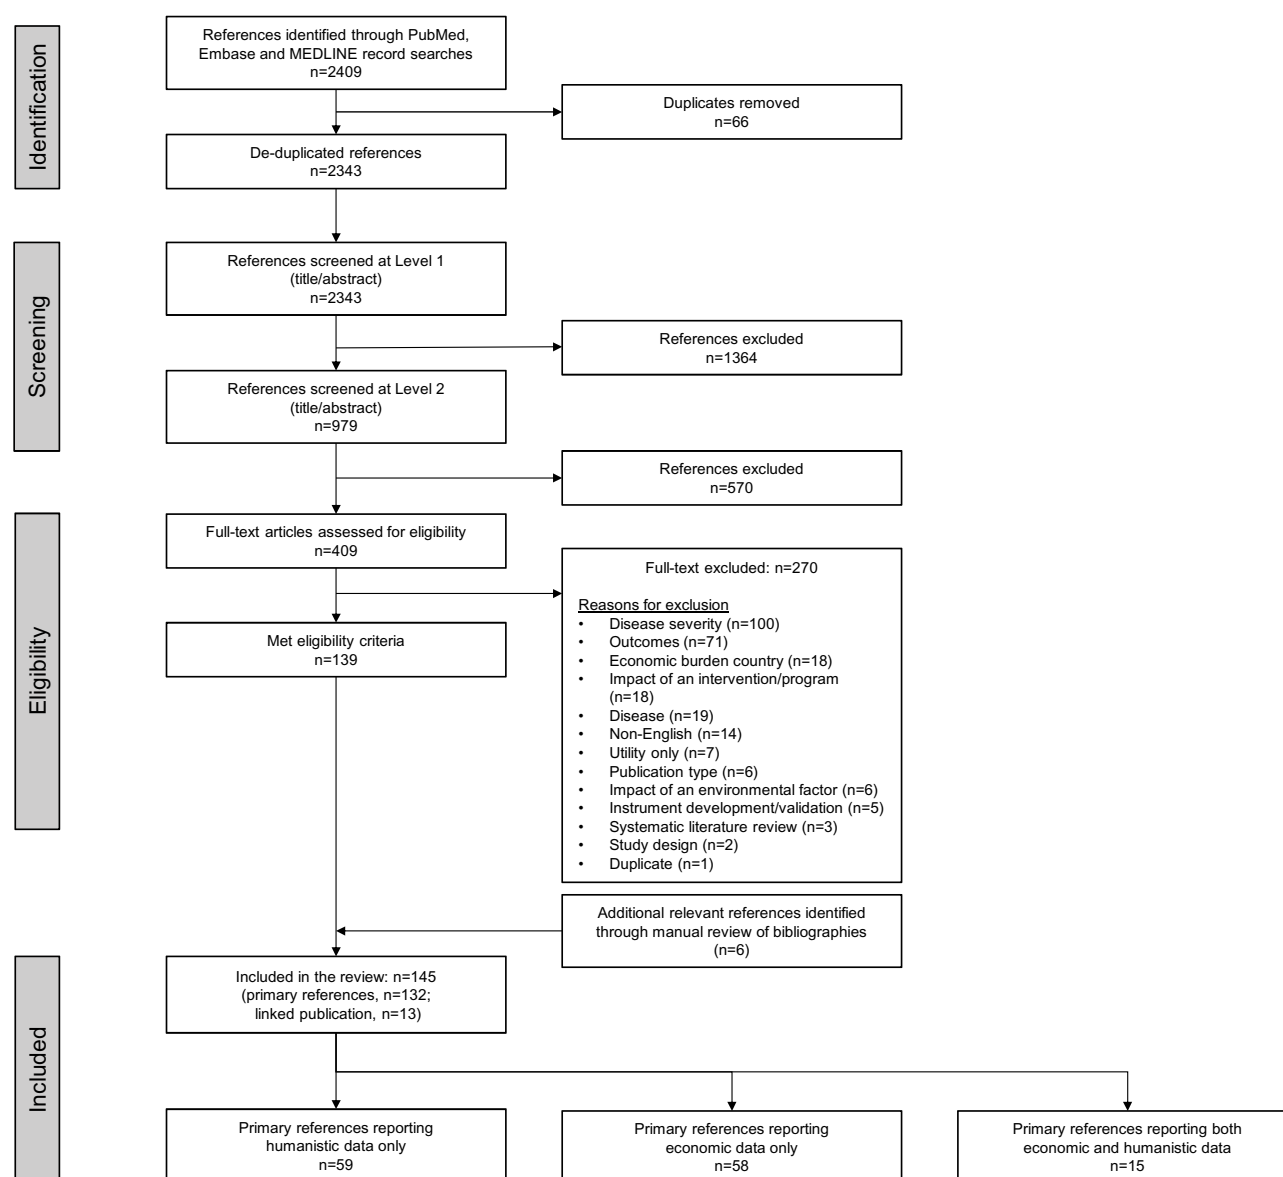 Identification
References identified through PubMed,
Embase and MEDLINE record searches
n=2409
Duplicates removed
n=66
De-duplicated references
n=2343
Screening
References screened at Level 1
(title/abstract)
n=2343
References excluded
n=1364
References screened at Level 2
(title/abstract)
n=979
References excluded
n=570
Eligibility
Full-text articles assessed for eligibility
n=409
Full-text excluded: n=270
Reasons for exclusion
• Disease severity (n=100)
• Outcomes (n=71)
• Economic burden country (n=18)
• Impact of an intervention/program
(n=18)
• Disease (n=19)
• Non-English (n=14)
• Utility only (n=7)
• Publication type (n=6)
• Impact of an environmental factor (n=6)
• Instrument development/validation (n=5)
• Systematic literature review (n=3)
• Study design (n=2)
• Duplicate (n=1)
Met eligibility criteria
n=139
Additional relevant references identified
through manual review of bibliographies
(n=6)
Included
Included in the review: n=145
(primary references, n=132;
linked publication, n=13)
Primary references reporting
humanistic data only
n=59
Primary references reporting
economic data only
n=58
Primary references reporting both
economic and humanistic data
n=15